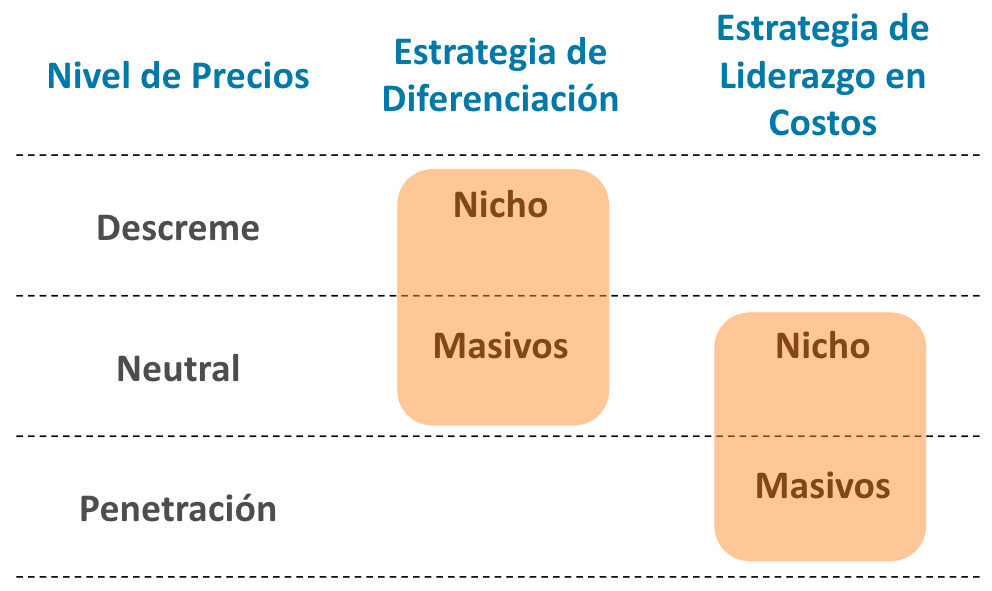 Nivel de Precios
Estrategia de
Diferenciación
Estrategia de
Liderazgo en
Costos
Descreme
Nicho
Neutral
Masivos
Nicho
Penetración
Masivos